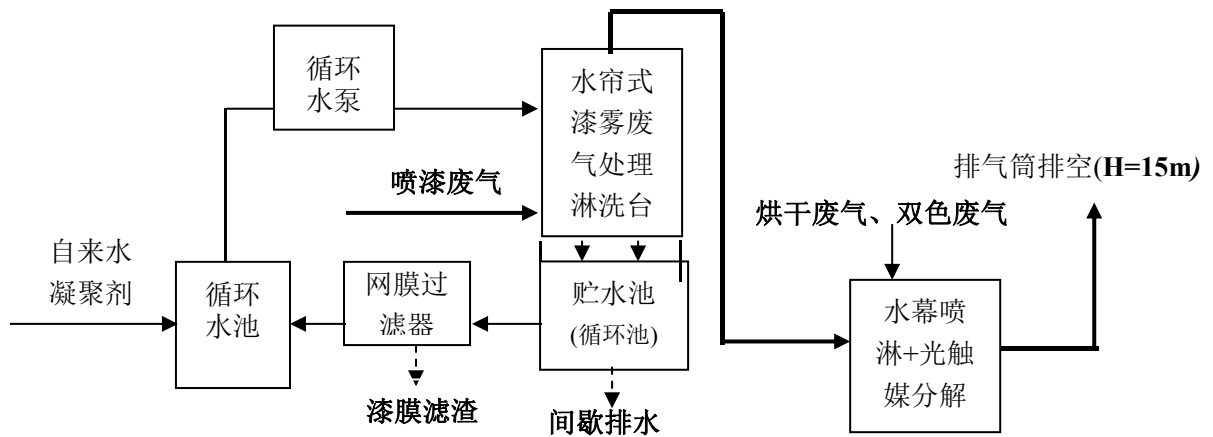 循环
水泵
水帘式
漆雾废
气处理
淋洗台
喷漆废气
排气筒排空(H=15m)
烘干废气、双色废气
自来水
凝聚剂
循环
水池
网膜过
滤器
贮水池
(循环池)
水幕喷
淋+光触
媒分解
漆膜滤渣
间歇排水